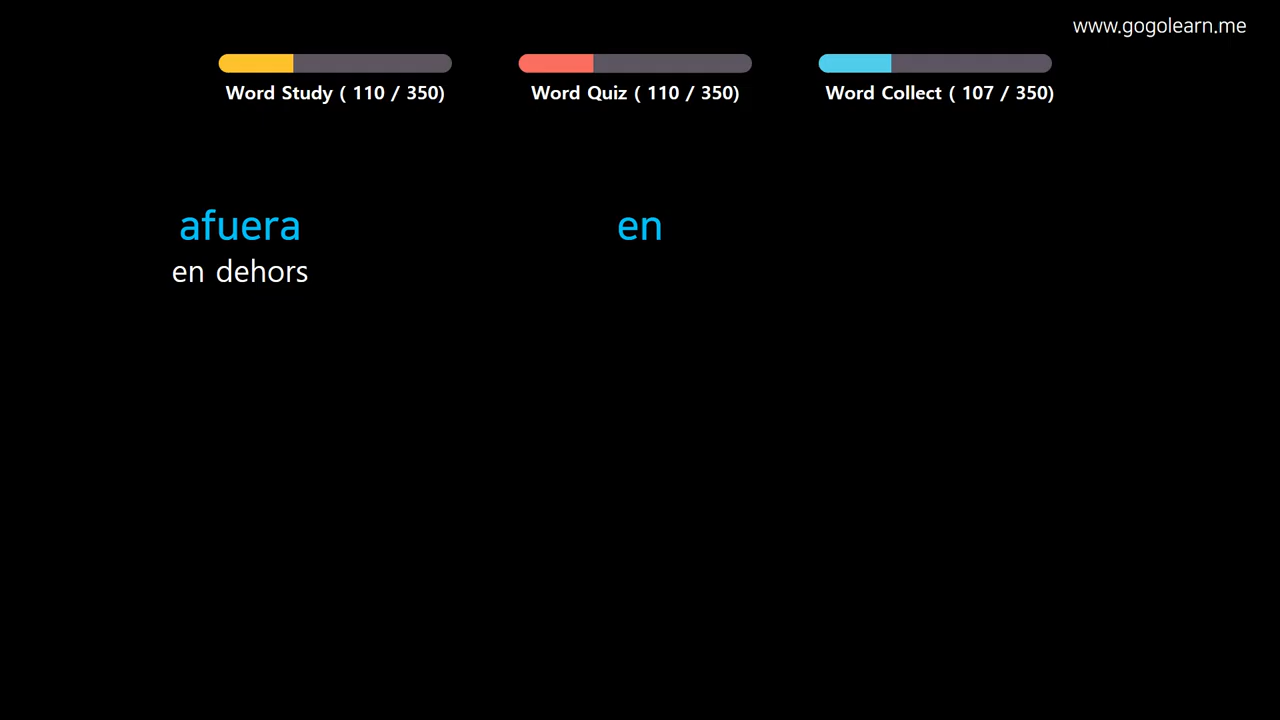 www.gogolearn.me
Word Study ( 110 / 350)
Word Quiz ( 110 / 350)
Word Collect ( 107 / 350)
afuera
en dehors
en